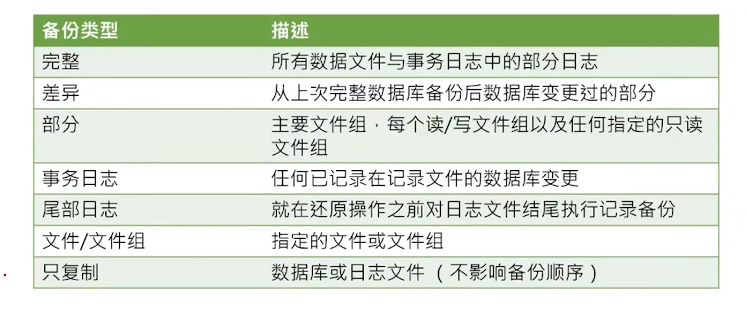 备份类型 描述
完整 所有数据文件与事务日志中的部分日志
差异 从上次完整数据库备份后数据库变更过的部分
部分 主要文件组,每个读/写文件组以及任何指定的只读
文件组
事务日志 任何已记录在记录文件的数据库变更
尾部日志 就在还原操作之前对日志文件结尾执行记录备份
文件/文件组 指定的文件或文件组
只复制 数据库或日志文件 (不影响备份顺序)